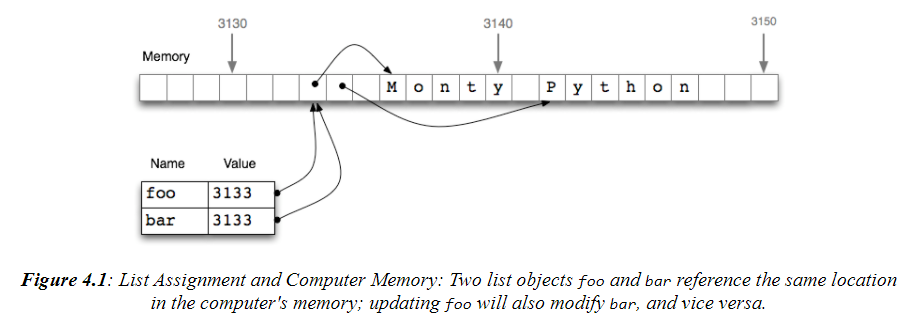 3130 3140 3150
Memory
M o n t y P y t h o n
Name Value
foo 3133
bar 3133
Figure 4.1: List Assignment and Computer Memory: Two list objects foo and bar reference the same location
in the computer's memory; updating foo will also modify bar, and vice versa.